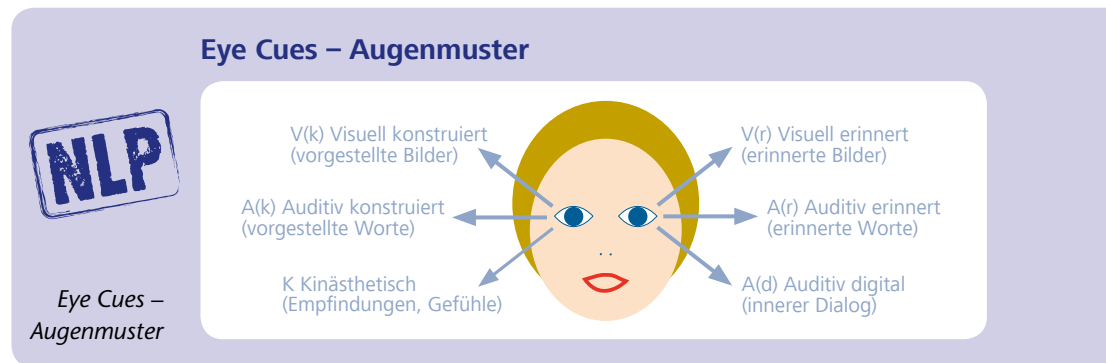 Eye Cues – Augenmuster
NLP
V(k) Visuell konstruiert
(vorgestellte Bilder)
V(r) Visuell erinnert
(erinnerte Bilder)
A(k) Auditiv konstruiert
(vorgestellte Worte)
A(r) Auditiv erinnert
(erinnerte Worte)
K Kinästhetisch
(Empfindungen, Gefühle)
A(d) Auditiv digital
(innerer Dialog)
Eye Cues –
Augenmuster